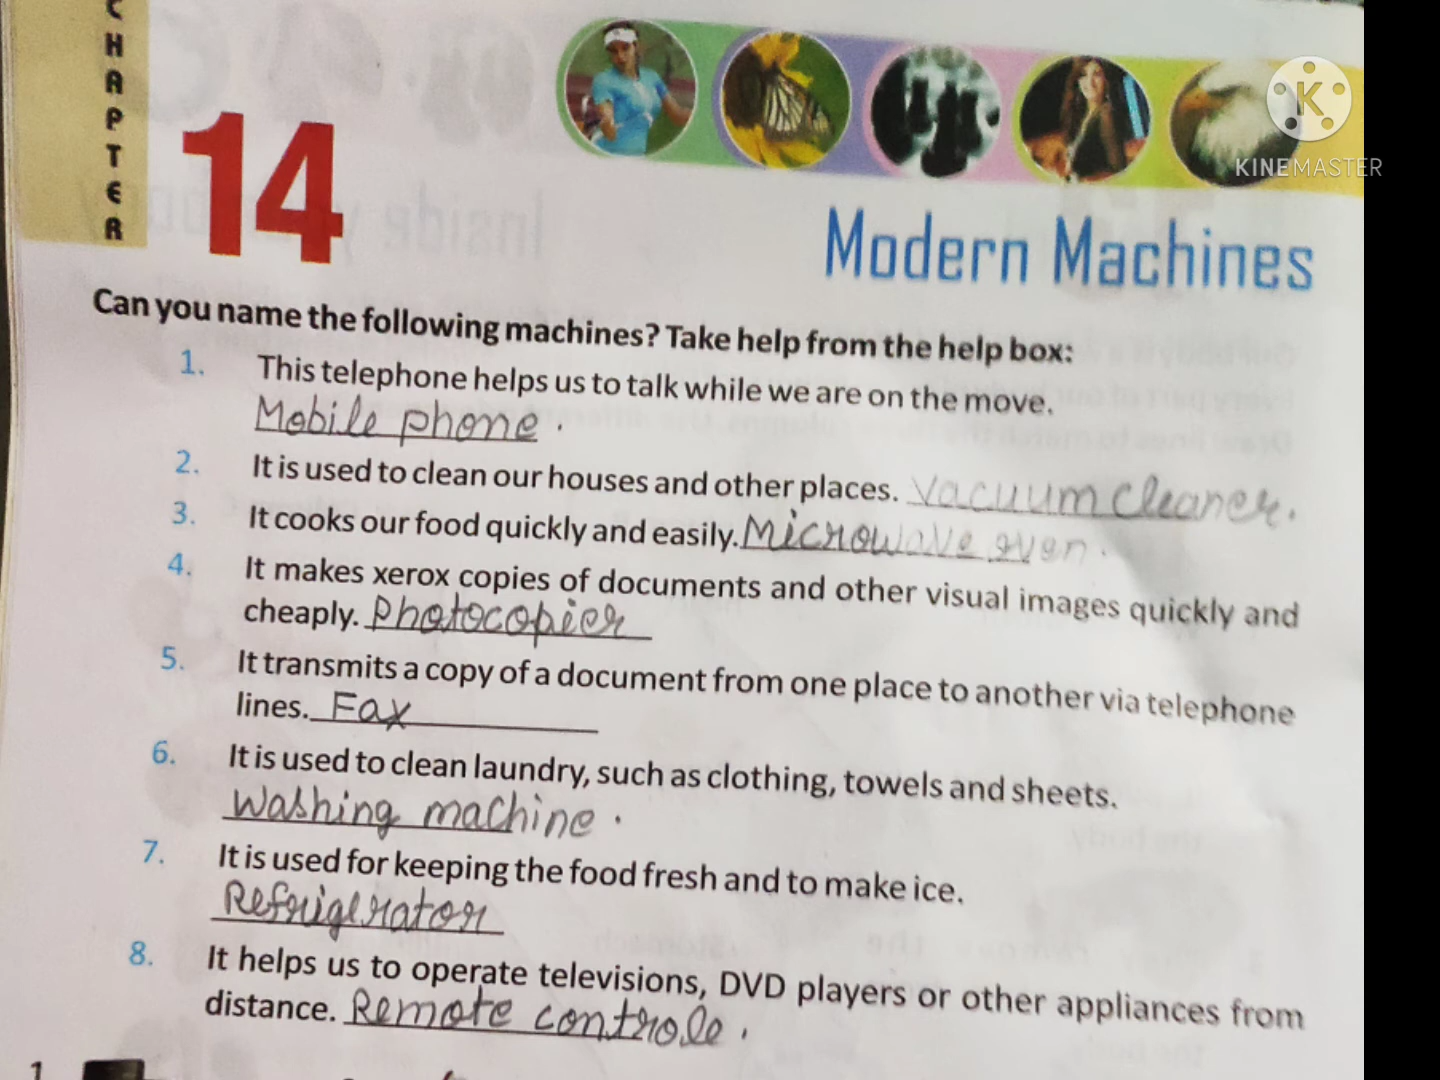 CHAPTER
14
KINEMASTER
Modern Machines
Can you name the following machines? Take help from the help box:
1. This telephone helps us to talk while we are on the move.
Mobile phone.
2. It is used to clean our houses and other places. Vacuum cleaner.
3. It cooks our food quickly and easily. Microwave oven.
4. It makes xerox copies of documents and other visual images quickly and
cheaply. Photocopier
5. It transmits a copy of a document from one place to another via telephone
lines. Fax
6. It is used to clean laundry, such as clothing, towels and sheets.
Washing machine.
7. It is used for keeping the food fresh and to make ice.
Refrigerator
8. It helps us to operate televisions, DVD players or other appliances from
distance. Remote controle.
1